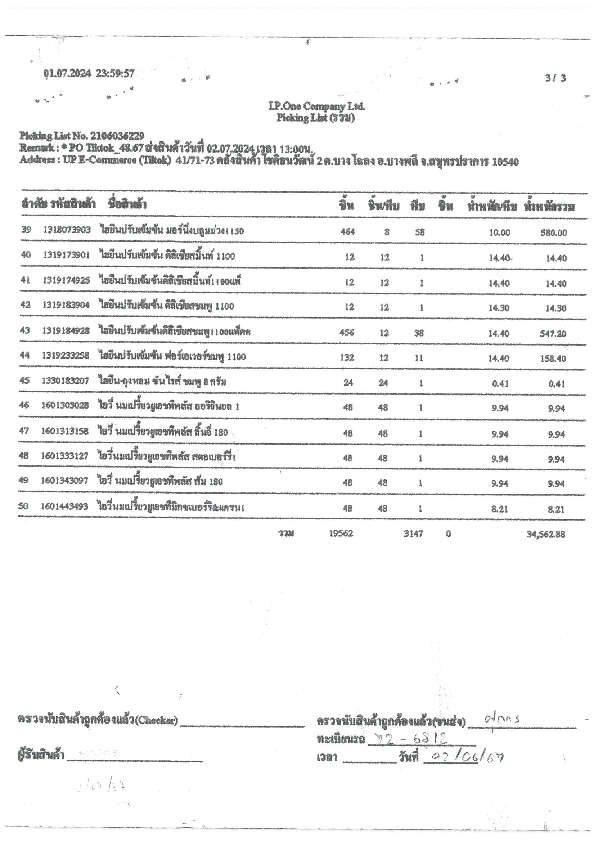 01.07.2024 23:59:57
3 / 3
I.P.One Company Ltd.
Picking List (รวม)
Picking List No. 2106036229
Remark : * PO Tiktok_48.67 ส่งสินค้าวันที่ 02.07.2024 เวลา 13:00น.
Address : UP E-Commerce (Tiktok) 41/71-73 คลังสินค้า โชติธนวัฒน์ 2 ต.บางโฉลง อ.บางพลี จ.สมุทรปราการ 10540
ลำดับ รหัสสินค้า ชื่อสินค้า ชิ้น ชิ้น/หีบ หีบ ชิ้น น้ำหนัก/หีบ น้ำหนักรวม
39 1318073903 ไฮยีนปรับเข้มข้น มอร์นิ่งบลูมม่วง1150 464 8 58 10.00 580.00
40 1319173901 ไฮยีนปรับเข้มข้น ดิลิเชียสมิ้นท์ 1100 12 12 1 14.40 14.40
41 1319174925 ไฮยีนปรับเข้มข้นดิลิเชียสมิ้นท์1100แพ็ 12 12 1 14.40 14.40
42 1319183904 ไฮยีนปรับเข้มข้น ดิลิเชียสชมพู 1100 12 12 1 14.30 14.30
43 1319184928 ไฮยีนปรับเข้มข้นดิลิเชียสชมพู1100แพ็คค 456 12 38 14.40 547.20
44 1319233258 ไฮยีนปรับเข้มข้น ฟอร์เอเวอร์ชมพู 1100 132 12 11 14.40 158.40
45 1330183207 ไฮยีน-ถุงหอม ซันไรส์ ชมพู 8 กรัม 24 24 1 0.41 0.41
46 1601303028 ไอวี่ นมเปรี้ยวยูเอชทีพลัส ออริจินอล 1 48 48 1 9.94 9.94
47 1601313158 ไอวี่ นมเปรี้ยวยูเอชทีพลัส ลิ้นจี่ 180 48 48 1 9.94 9.94
48 1601333127 ไอวี่นมเปรี้ยวยูเอชทีพลัส สตอเบอร์รี่1 48 48 1 9.94 9.94
49 1601343097 ไอวี่ นมเปรี้ยวยูเอชทีพลัส ส้ม 180 48 48 1 9.94 9.94
50 1601443493 ไอวี่นมเปรี้ยวยูเอชทีมิกซเบอร์รี่&แครน1 48 48 1 8.21 8.21
รวม 19562 3147 0 34,562.88
ตรวจนับสินค้าถูกต้องแล้ว(Checker)
ตรวจนับสินค้าถูกต้องแล้ว(ขนส่ง)
ทะเบียนรถ 72-6812
ผู้รับสินค้า
เวลา วันที่ 02/06/67